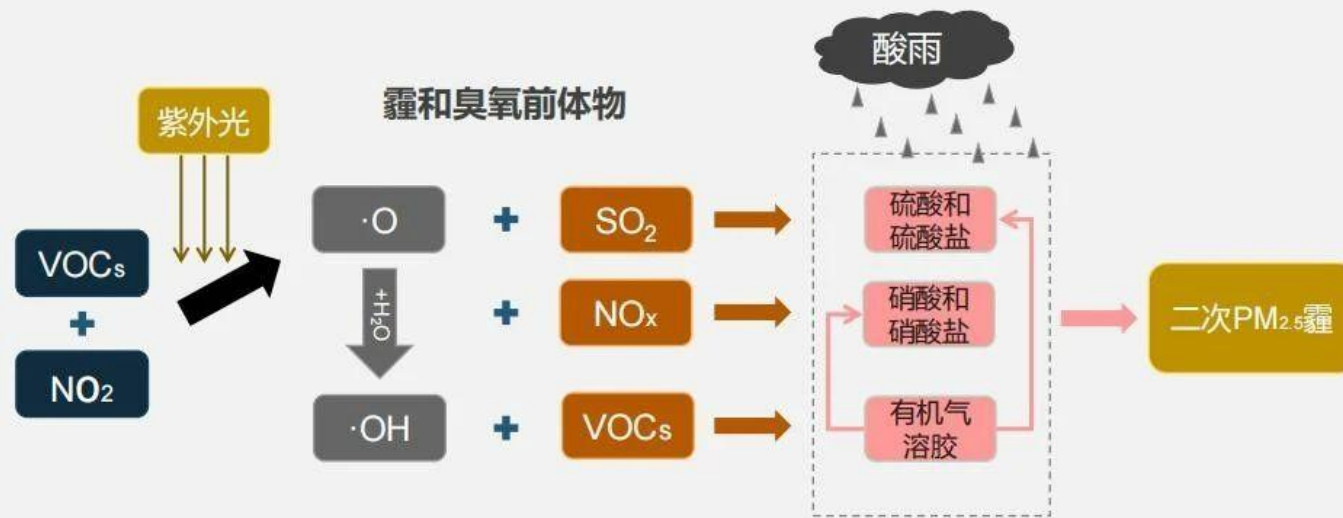 酸雨
霾和臭氧前体物
紫外光
·O
+
SO₂
硫酸和
硫酸盐
VOCs
+
NO₂
+H₂O
+
NOx
硝酸和
硝酸盐
二次PM2.5霾
·OH
+
VOCs
有机气
溶胶